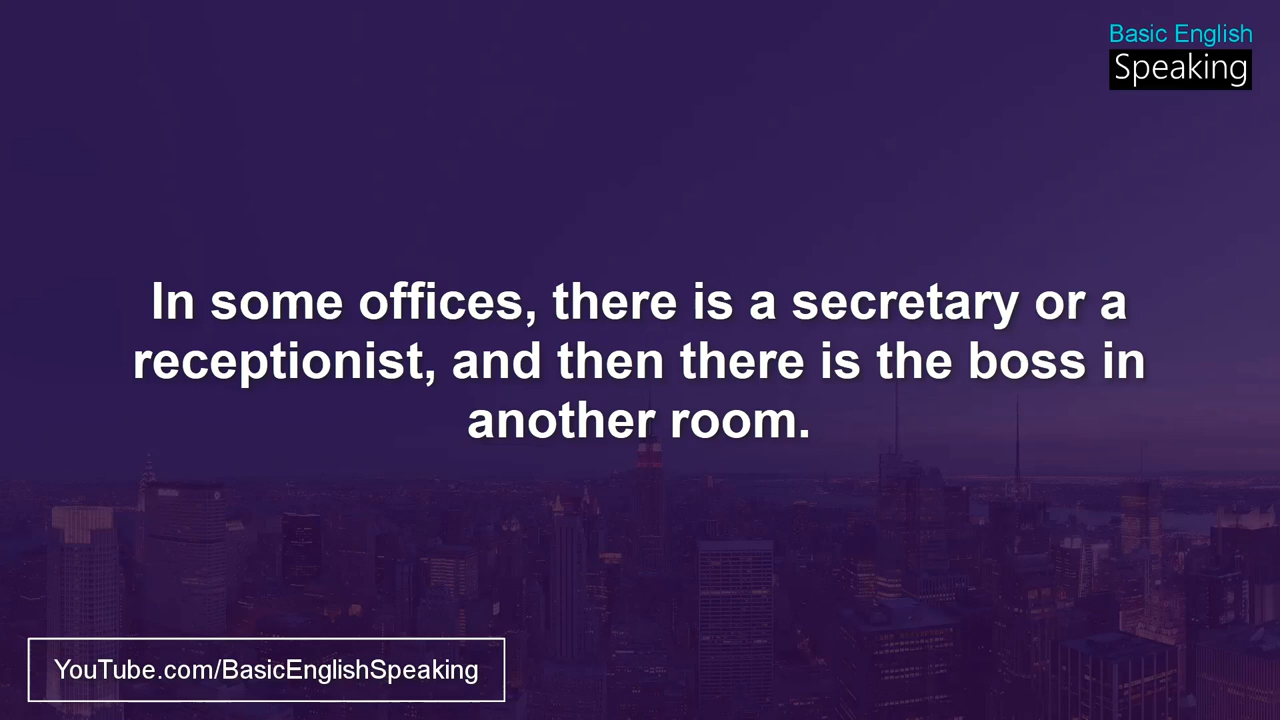 Basic English
Speaking
In some offices, there is a secretary or a
receptionist, and then there is the boss in
another room.
YouTube.com/BasicEnglishSpeaking